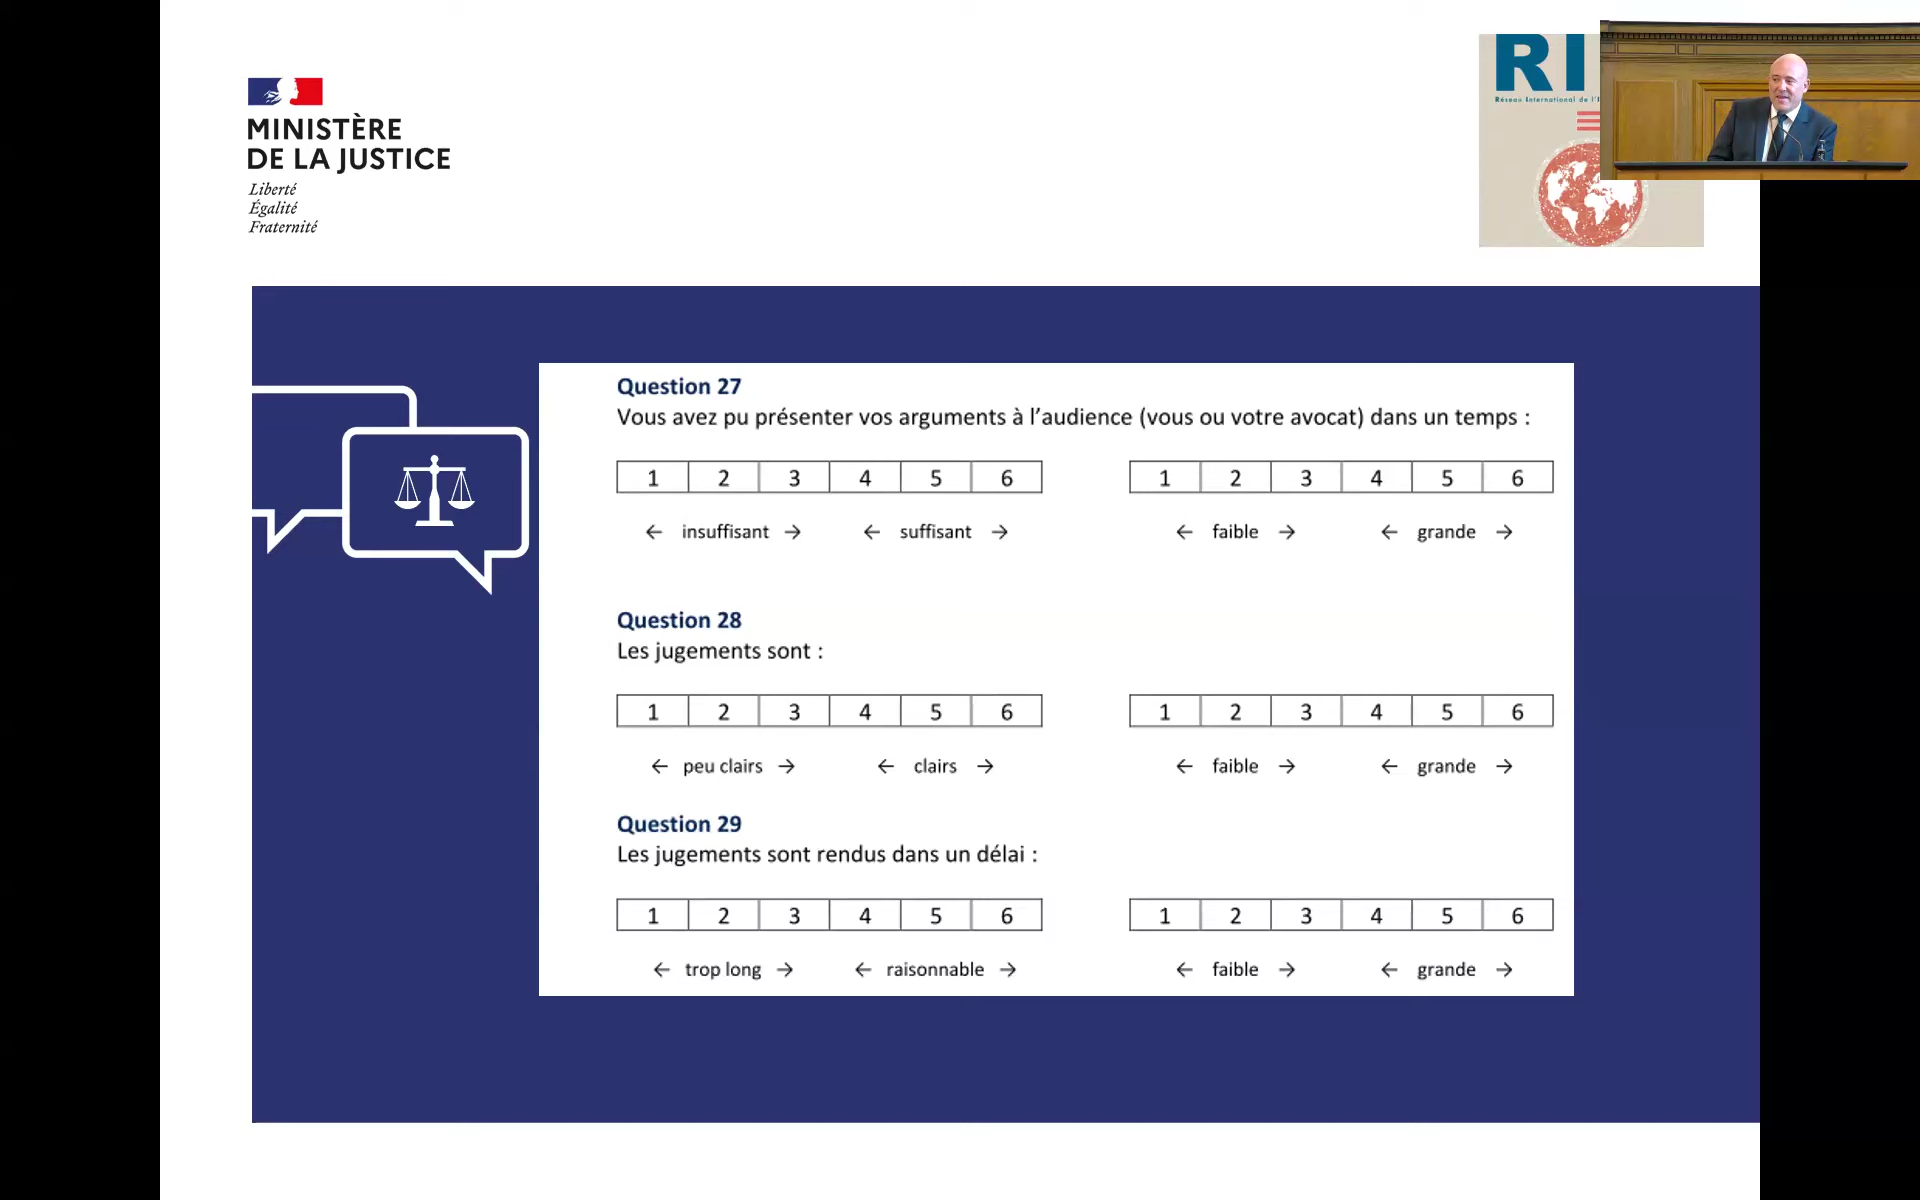 MINISTÈRE
DE LA JUSTICE
Liberté
Égalité
Fraternité
RI
Réseau International de l'
Question 27
Vous avez pu présenter vos arguments à l'audience (vous ou votre avocat) dans un temps :
1 2 3 4 5 6 1 2 3 4 5 6
← insuffisant → ← suffisant → ← faible → ← grande →
Question 28
Les jugements sont :
1 2 3 4 5 6 1 2 3 4 5 6
← peu clairs → ← clairs → ← faible → ← grande →
Question 29
Les jugements sont rendus dans un délai :
1 2 3 4 5 6 1 2 3 4 5 6
← trop long → ← raisonnable → ← faible → ← grande →